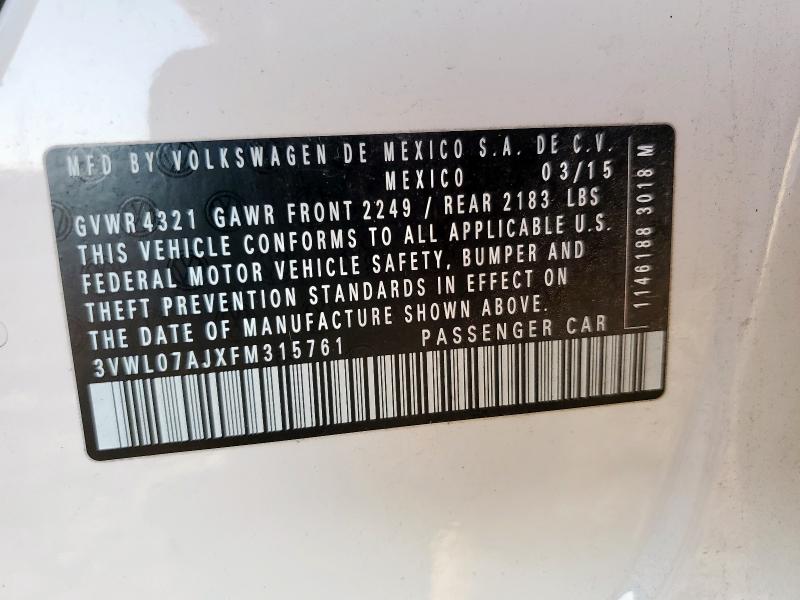 MFD BY VOLKSWAGEN DE MEXICO S.A. DE C.V.
MEXICO 03/15
GVWR 4321 GAWR FRONT 2249 / REAR 2183 LBS
THIS VEHICLE CONFORMS TO ALL APPLICABLE U.S.
FEDERAL MOTOR VEHICLE SAFETY, BUMPER AND
THEFT PREVENTION STANDARDS IN EFFECT ON
THE DATE OF MANUFACTURE SHOWN ABOVE.
3VWL07AJXFM315761 PASSENGER CAR
1146188 3018 M